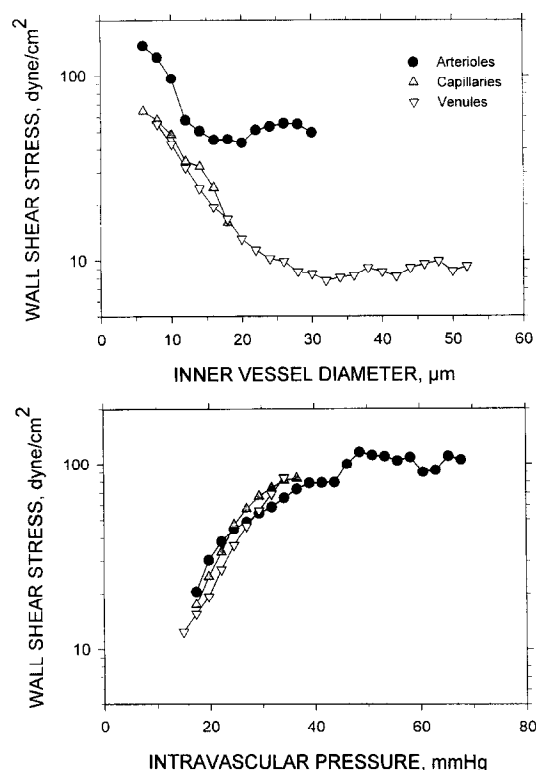 WALL SHEAR STRESS, dyne/cm²
100
10
Arterioles
Capillaries
Venules
0
10
20
30
40
50
60
INNER VESSEL DIAMETER, μm
WALL SHEAR STRESS, dyne/cm²
100
10
0
20
40
60
80
INTRAVASCULAR PRESSURE, mmHg